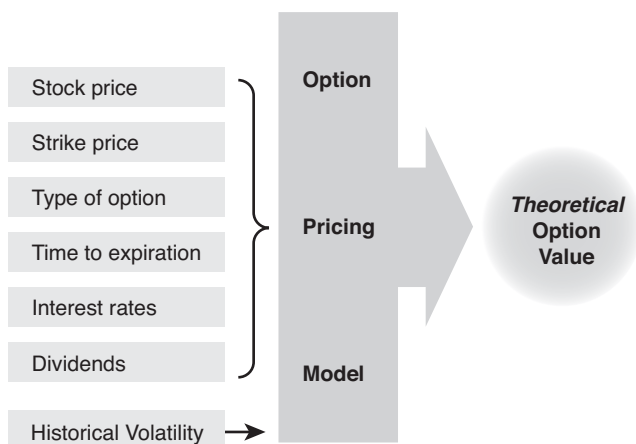 Stock price
Strike price
Type of option
Time to expiration
Interest rates
Dividends
Historical Volatility
Option
Pricing
Model
Theoretical
Option
Value